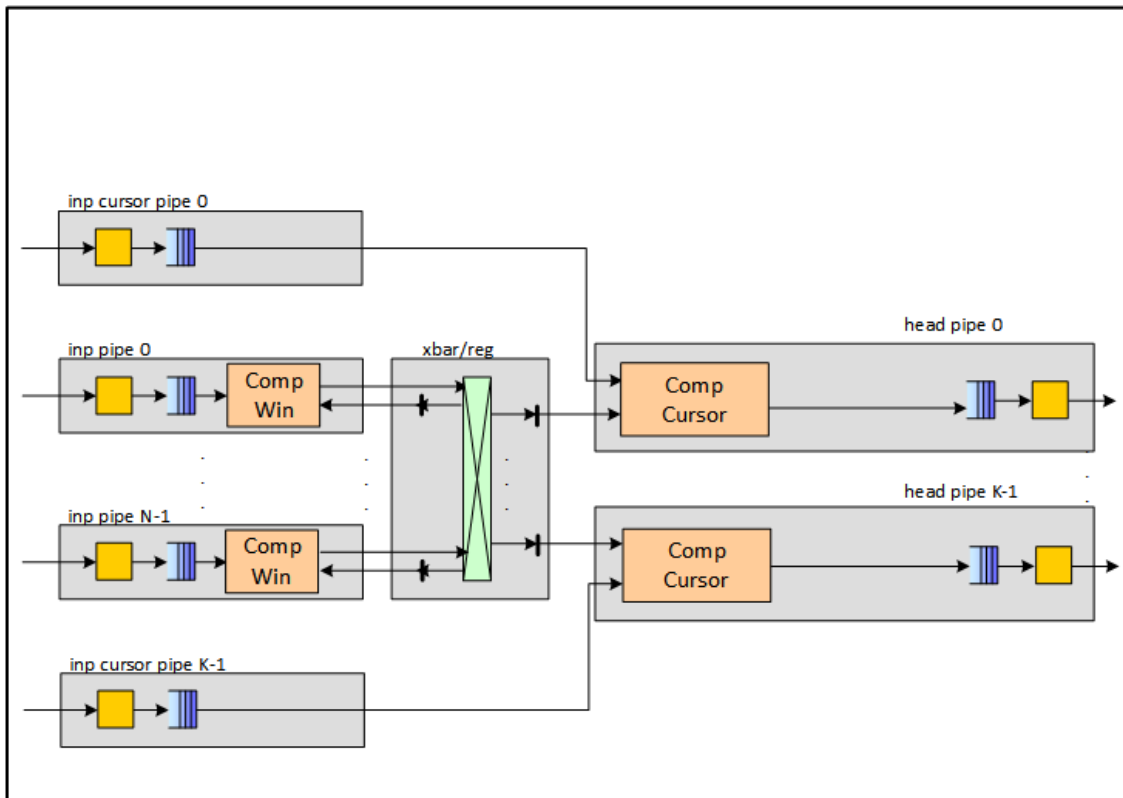 inp cursor pipe 0
head pipe 0
inp pipe 0
xbar/reg
Comp
Win
Comp
Cursor
head pipe K-1
inp pipe N-1
Comp
Win
Comp
Cursor
inp cursor pipe K-1